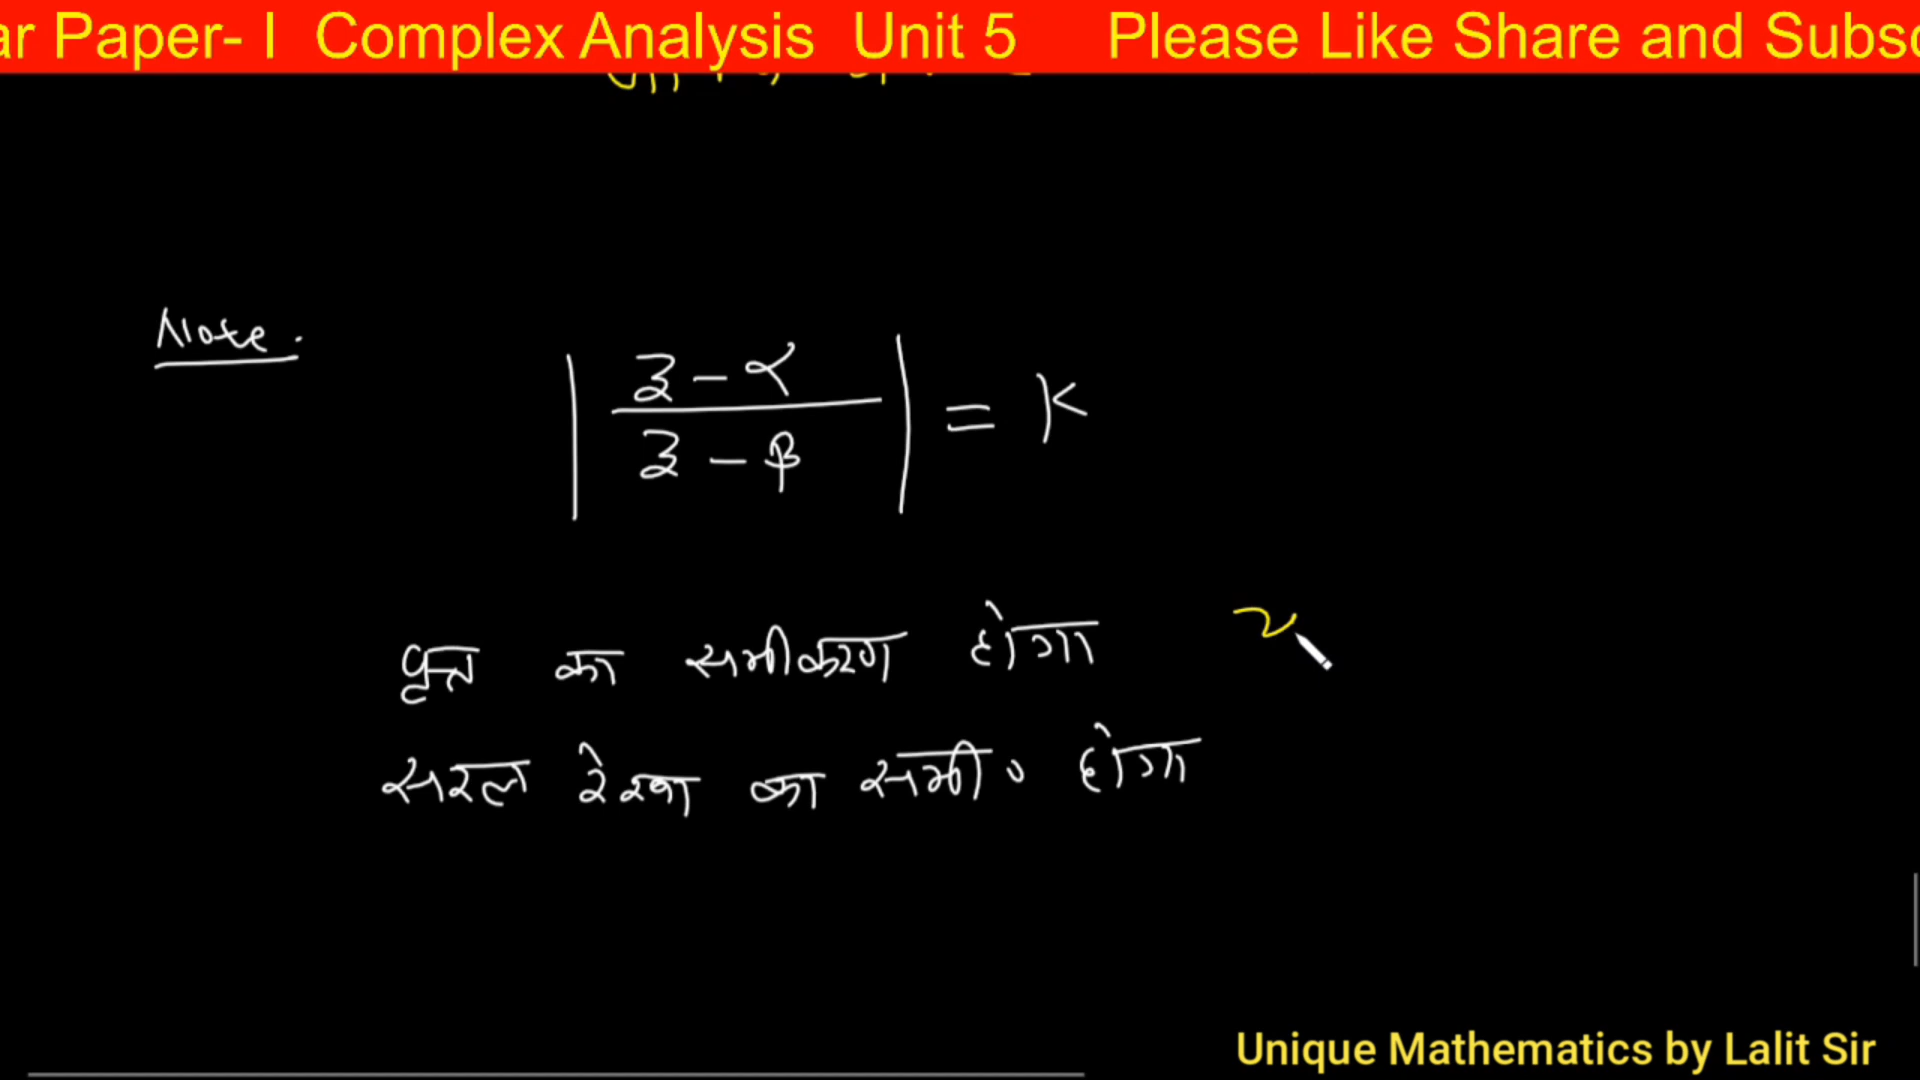 ar Paper- I Complex Analysis Unit 5 Please Like Share and Subsc
Note.
| z-α / z-β | = K
वृत्त का समीकरण होगा
सरल रेखा का समी० होगा
Unique Mathematics by Lalit Sir